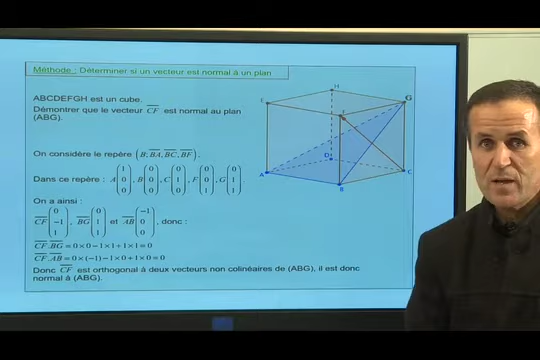 Méthode : Déterminer si un vecteur est normal à un plan
ABCDEFGH est un cube.
Démontrer que le vecteur CF est normal au plan
(ABG).
On considère le repère (B; BA, BC, BF).
Dans ce repère : A(1 0 0), B(0 0 0), C(0 1 0), F(0 0 1), G(0 1 1)
On a ainsi :
CF(0 −1 1), BG(0 1 1) et AB(−1 0 0), donc :
CF.BG = 0×0−1×1+1×1=0
CF.AB = 0×(−1)−1×0+1×0=0
Donc CF est orthogonal à deux vecteurs non colinéaires de (ABG), il est donc
normal à (ABG).
H
E
G
F
D
A
C
B